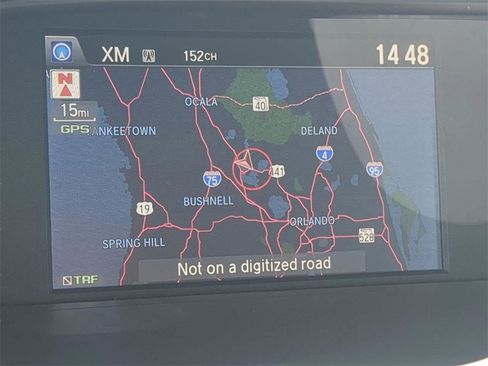 XM 152CH 14 48
N
15mi
GPS
OCALA
40
ANKEETOWN
DELAND
4
441
95
75
19
BUSHNELL
ORLANDO
528
SPRING HILL
Not on a digitized road
TRF